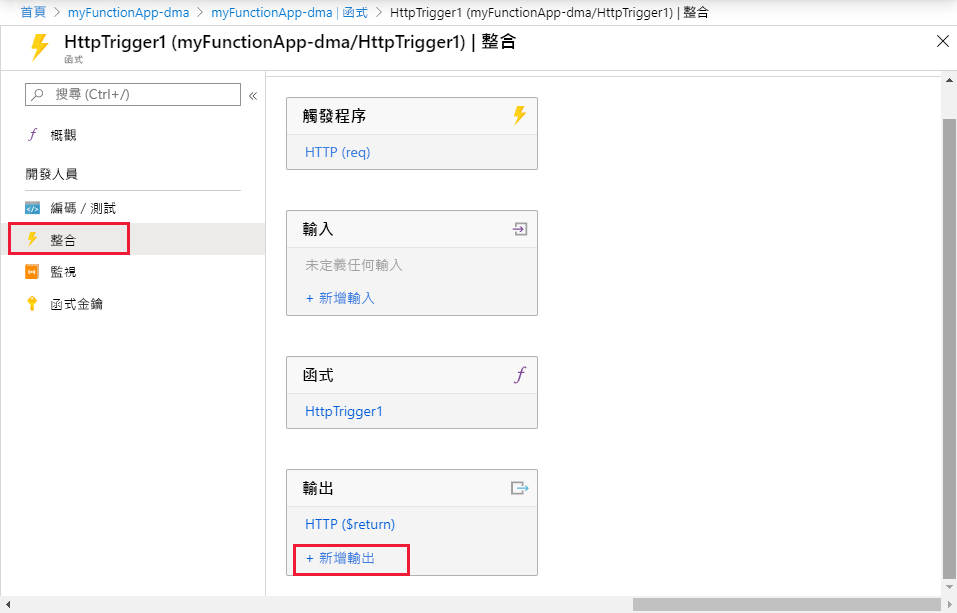 首頁 > myFunctionApp-dma > myFunctionApp-dma | 函式 > HttpTrigger1 (myFunctionApp-dma/HttpTrigger1) | 整合
HttpTrigger1 (myFunctionApp-dma/HttpTrigger1) | 整合
函式
搜尋 (Ctrl+/)
«
概觀
開發人員
編碼 / 測試
整合
監視
函式金鑰
觸發程序
HTTP (req)
輸入
未定義任何輸入
+ 新增輸入
函式
HttpTrigger1
輸出
HTTP ($return)
+ 新增輸出